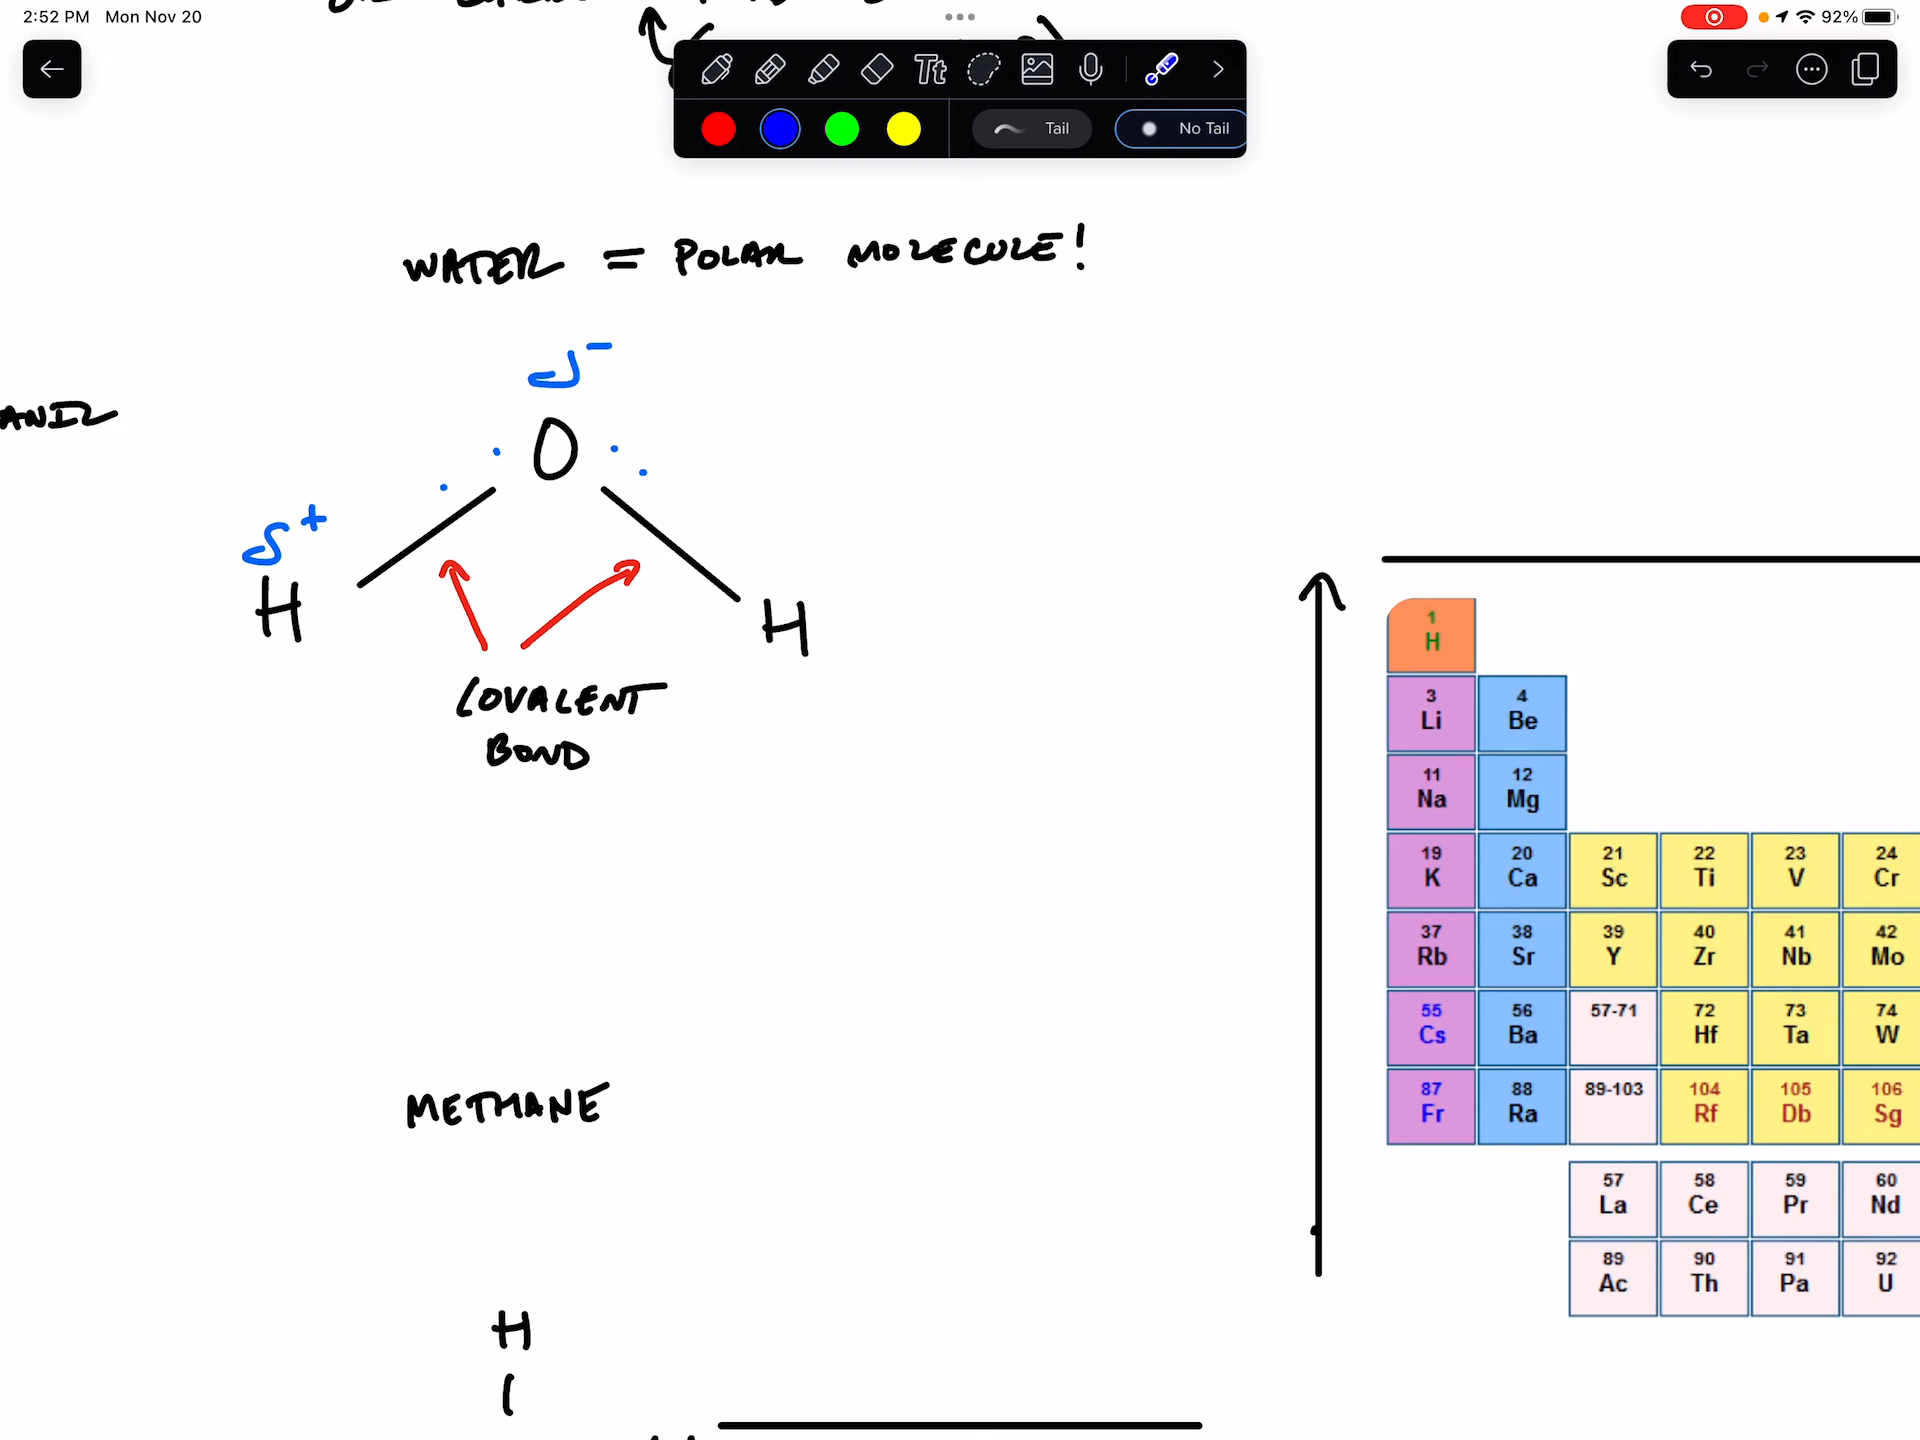 2:52 PM Mon Nov 20
92%
Tt
Tail
No Tail
WATER = POLAR MOLECULE!
δ-
O
δ+
H
H
COVALENT
BOND
METHANE
H
1
H
3
Li
4
Be
11
Na
12
Mg
19
K
20
Ca
21
Sc
22
Ti
23
V
24
Cr
37
Rb
38
Sr
39
Y
40
Zr
41
Nb
42
Mo
55
Cs
56
Ba
57-71
72
Hf
73
Ta
74
W
87
Fr
88
Ra
89-103
104
Rf
105
Db
106
Sg
57
La
58
Ce
59
Pr
60
Nd
89
Ac
90
Th
91
Pa
92
U